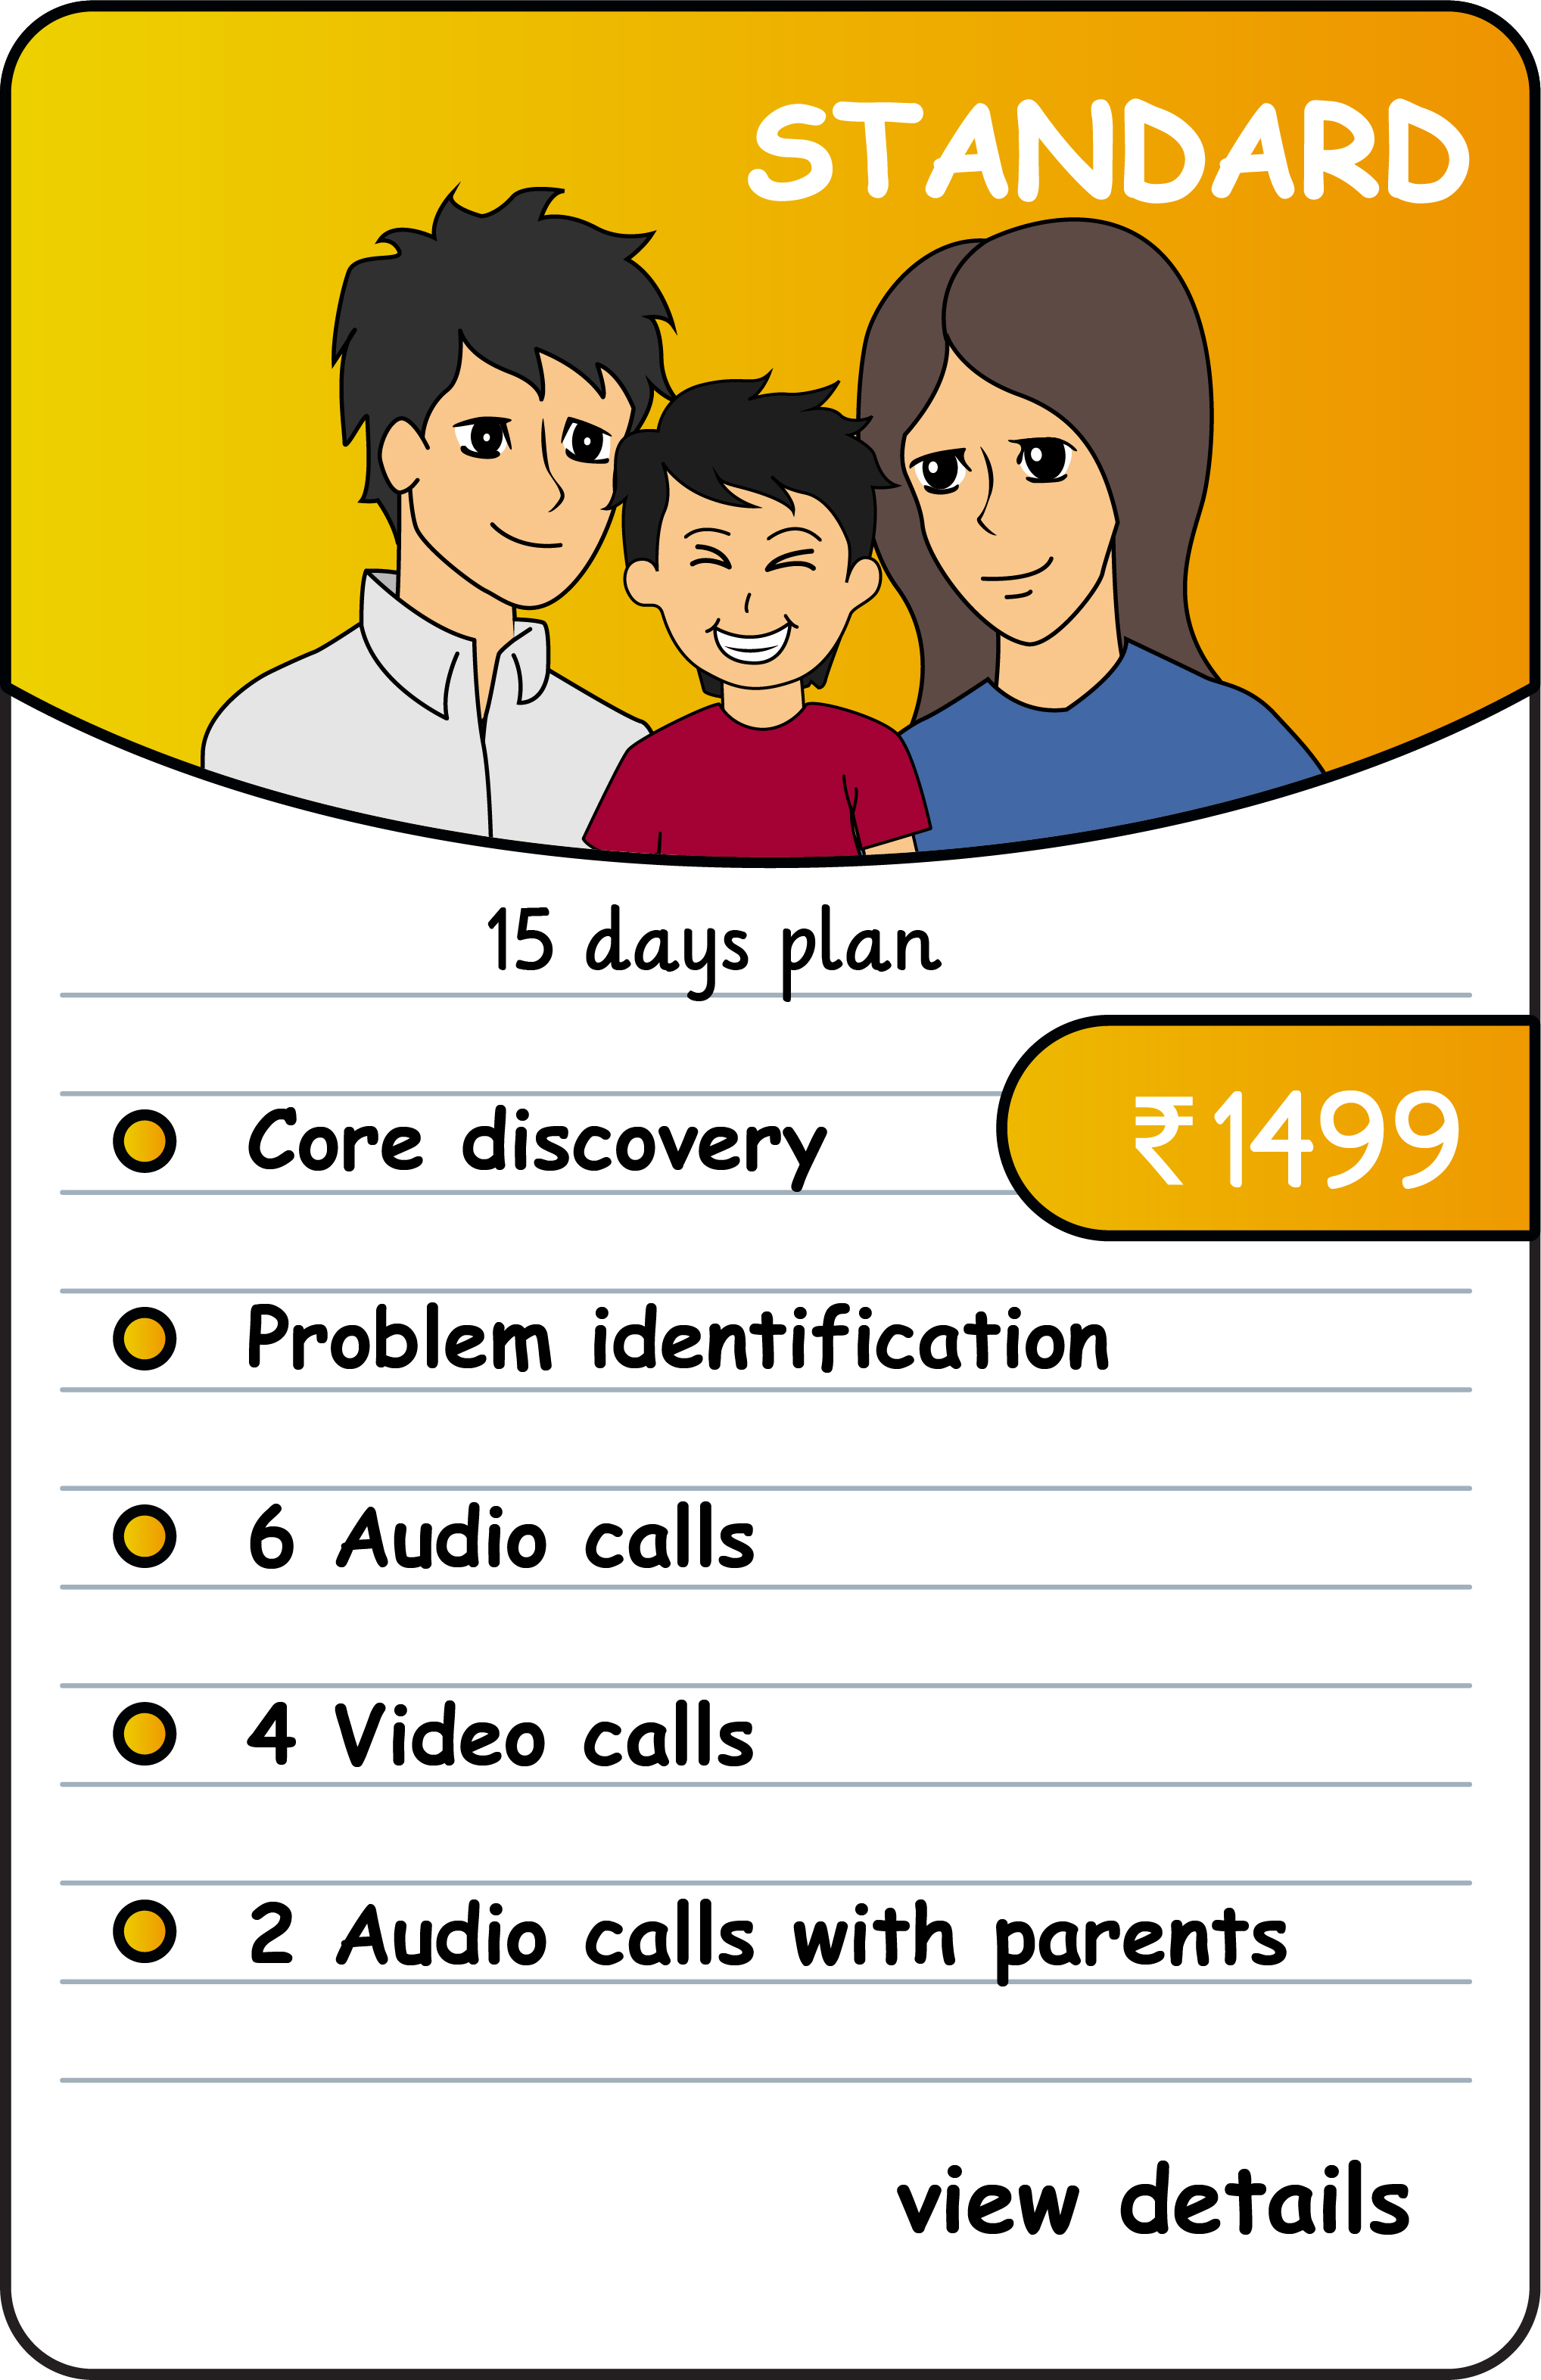 STANDARD
15 days plan
₹1499
Core discovery
Problem identification
6 Audio calls
4 Video calls
2 Audio calls with parents
view details